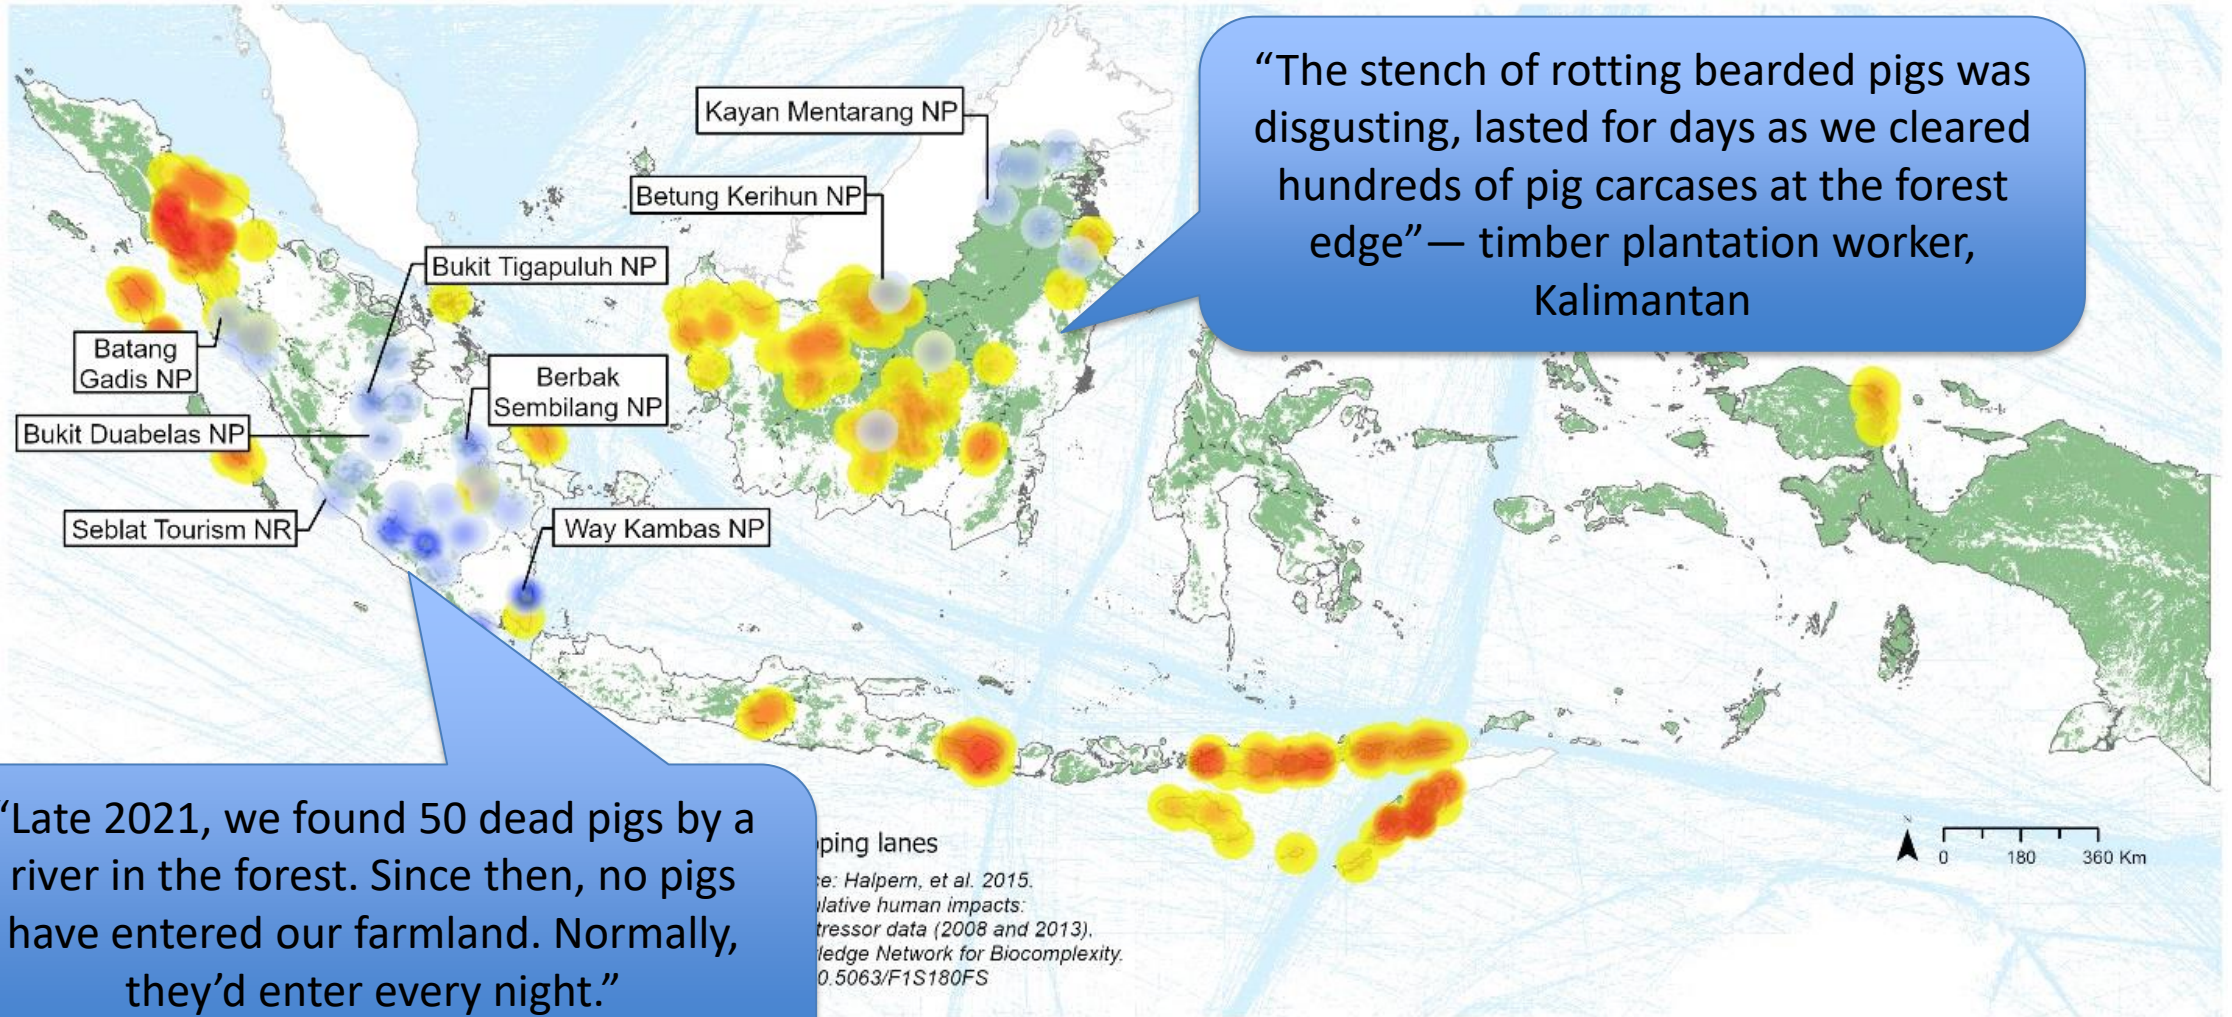 “The stench of rotting bearded pigs was
disgusting, lasted for days as we cleared
hundreds of pig carcases at the forest
edge”— timber plantation worker,
Kalimantan
Kayan Mentarang NP
Betung Kerihun NP
Bukit Tigapuluh NP
Batang
Gadis NP
Berbak
Sembilang NP
Bukit Duabelas NP
Seblat Tourism NR
Way Kambas NP
“Late 2021, we found 50 dead pigs by a
river in the forest. Since then, no pigs
have entered our farmland. Normally,
they’d enter every night.”
pping lanes
e: Halpern, et al. 2015.
lative human impacts:
tressor data (2008 and 2013).
ledge Network for Biocomplexity.
0.5063/F1S180FS
N
0 180 360 Km